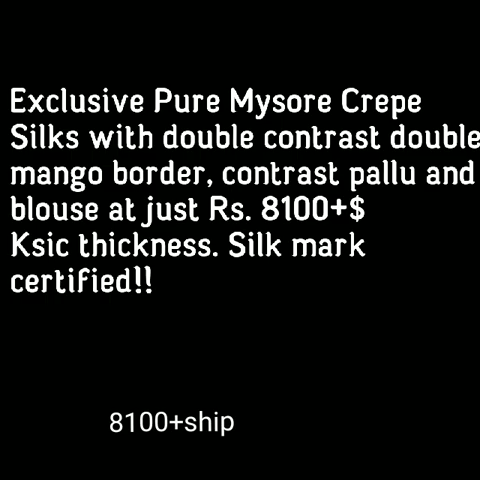 Exclusive Pure Mysore Crepe
Silks with double contrast double
mango border, contrast pallu and
blouse at just Rs. 8100+$
Ksic thickness. Silk mark
certified!!
8100+ship